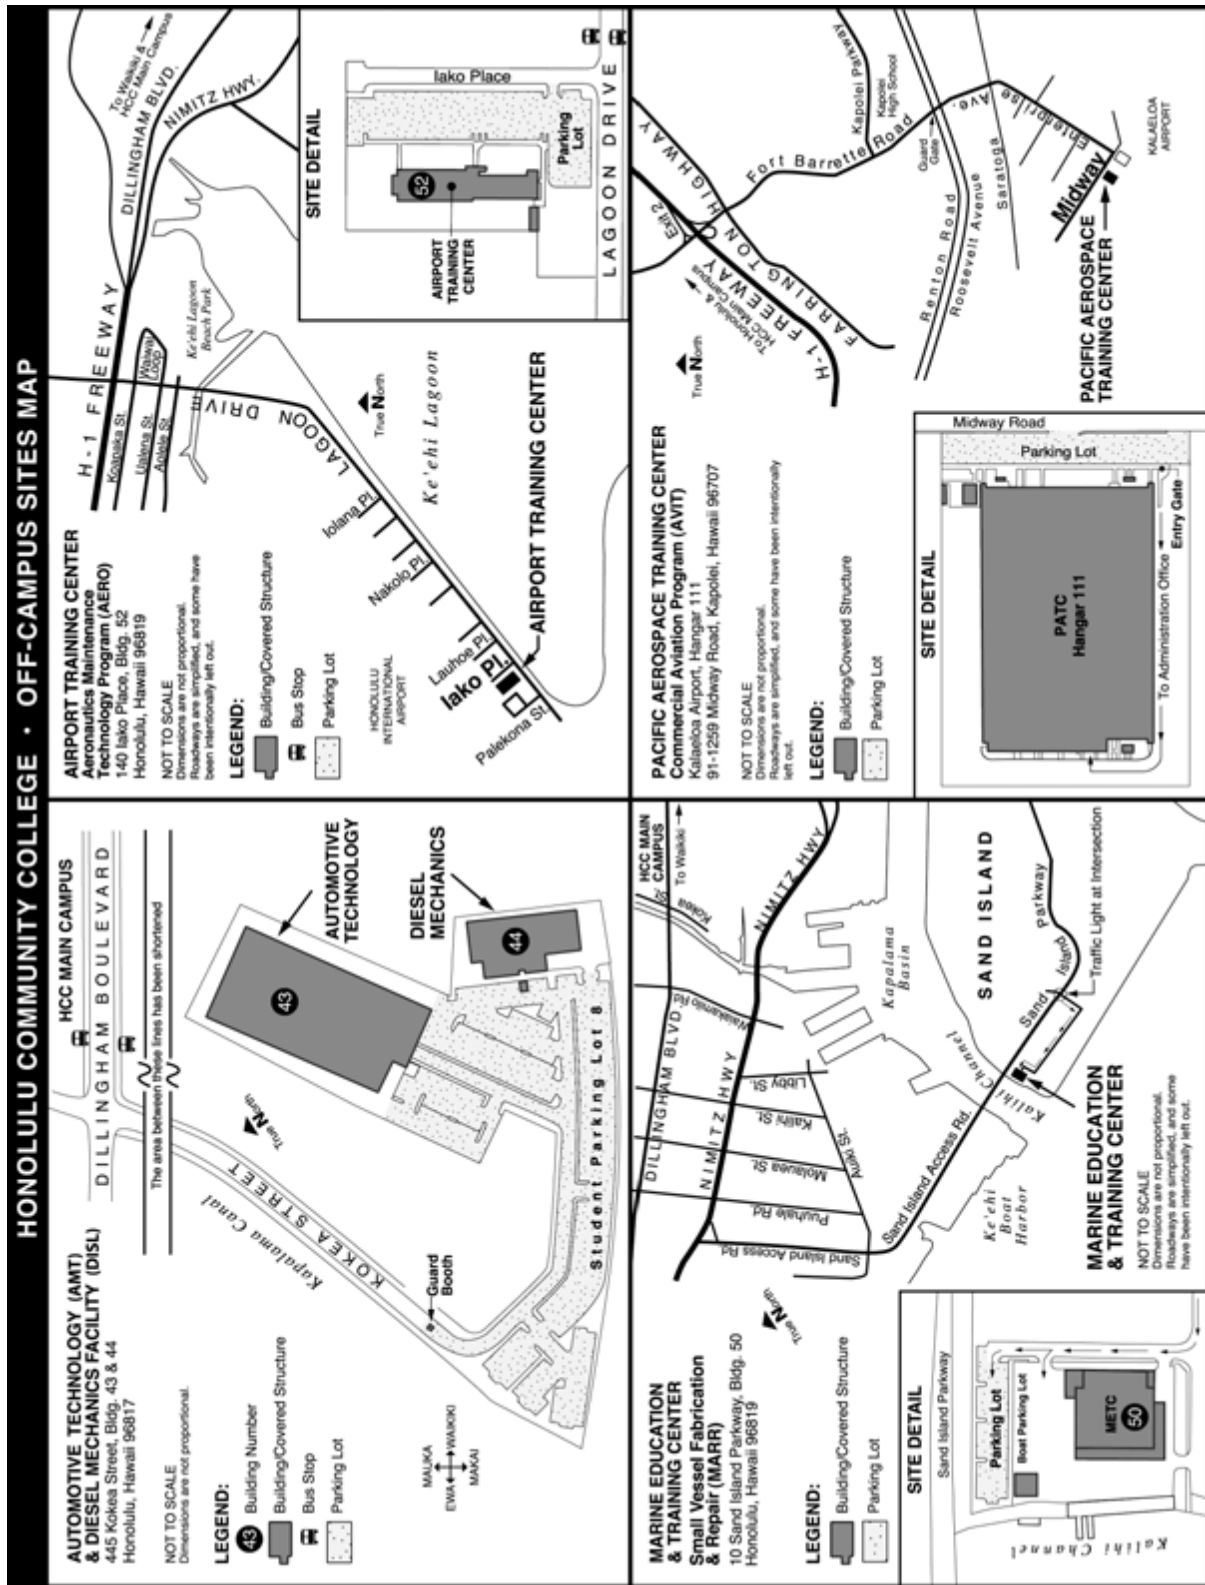 HONOLULU COMMUNITY COLLEGE · OFF-CAMPUS SITES MAP
AUTOMOTIVE TECHNOLOGY (AMT)
& DIESEL MECHANICS FACILITY (DISL)
445 Kokea Street, Bldg. 43 & 44
Honolulu, Hawaii 96817
NOT TO SCALE
Dimensions are not proportional.
LEGEND:
43 Building Number
Building/Covered Structure
Bus Stop
Parking Lot
MAUKA
EWA WAIKIKI
MAKAI
HCC MAIN CAMPUS
DILLINGHAM BOULEVARD
The area between these lines has been shortened
True North
KOKEA STREET
Kapalama Canal
Guard
Booth
43
AUTOMOTIVE
TECHNOLOGY
44
DIESEL
MECHANICS
Student Parking Lot 8
AIRPORT TRAINING CENTER
Aeronautics Maintenance
Technology Program (AERO)
140 Iako Place, Bldg. 52
Honolulu, Hawaii 96819
NOT TO SCALE
Dimensions are not proportional.
Roadways are simplified, and some have
been intentionally left out.
LEGEND:
Building/Covered Structure
Bus Stop
Parking Lot
H-1 FREEWAY
To Waikiki &
HCC Main Campus
DILLINGHAM BLVD.
NIMITZ HWY.
Koapaka St.
Ualena St.
Aolele St.
Waiwai
Loop
Ke'ehi Lagoon
Beach Park
LAGOON DRIVE
True North
Ke'ehi Lagoon
Iolana Pl.
Nakolo Pl.
Lauhoe Pl.
Iako Pl.
Palekona St.
HONOLULU
INTERNATIONAL
AIRPORT
AIRPORT TRAINING CENTER
SITE DETAIL
Iako Place
52
AIRPORT
TRAINING
CENTER
Parking
Lot
LAGOON DRIVE
MARINE EDUCATION
& TRAINING CENTER
Small Vessel Fabrication
& Repair (MARR)
10 Sand Island Parkway, Bldg. 50
Honolulu, Hawaii 96819
LEGEND:
Building/Covered Structure
Parking Lot
True North
HCC MAIN
CAMPUS
To Waikiki
Kokea St.
DILLINGHAM BLVD.
NIMITZ HWY
NIMITZ HWY
Waiakamilo Rd.
Libby St.
Kalihi St.
Molauea St.
Puuhale Rd.
Auiki St.
Sand Island Access Rd.
Sand Island Access Rd.
Kapalama
Basin
SAND ISLAND
Sand Island Parkway
Traffic Light at Intersection
Kalihi Channel
Ke'ehi
Boat
Harbor
MARINE EDUCATION
& TRAINING CENTER
NOT TO SCALE
Dimensions are not proportional.
Roadways are simplified, and some
have been intentionally left out.
SITE DETAIL
Sand Island Parkway
Parking Lot
Boat Parking Lot
METC
50
Kalihi Channel
PACIFIC AEROSPACE TRAINING CENTER
Commercial Aviation Program (AVIT)
Kalaeloa Airport, Hangar 111
91-1259 Midway Road, Kapolei, Hawaii 96707
NOT TO SCALE
Dimensions are not proportional.
Roadways are simplified, and some have been intentionally
left out.
LEGEND:
Building/Covered Structure
Parking Lot
True North
To Honolulu &
HCC Main Campus
H-1 FREEWAY
Exit 2
FARRINGTON HIGHWAY
Fort Barrette Road
Kapolei Parkway
Kapolei
High School
Guard
Gate
Renton Road
Roosevelt Avenue
Saratoga
Enterprise Ave.
Midway
KALAELOA
AIRPORT
PACIFIC AEROSPACE
TRAINING CENTER
SITE DETAIL
Midway Road
Parking Lot
PATC
Hangar 111
To Administration Office
Entry Gate